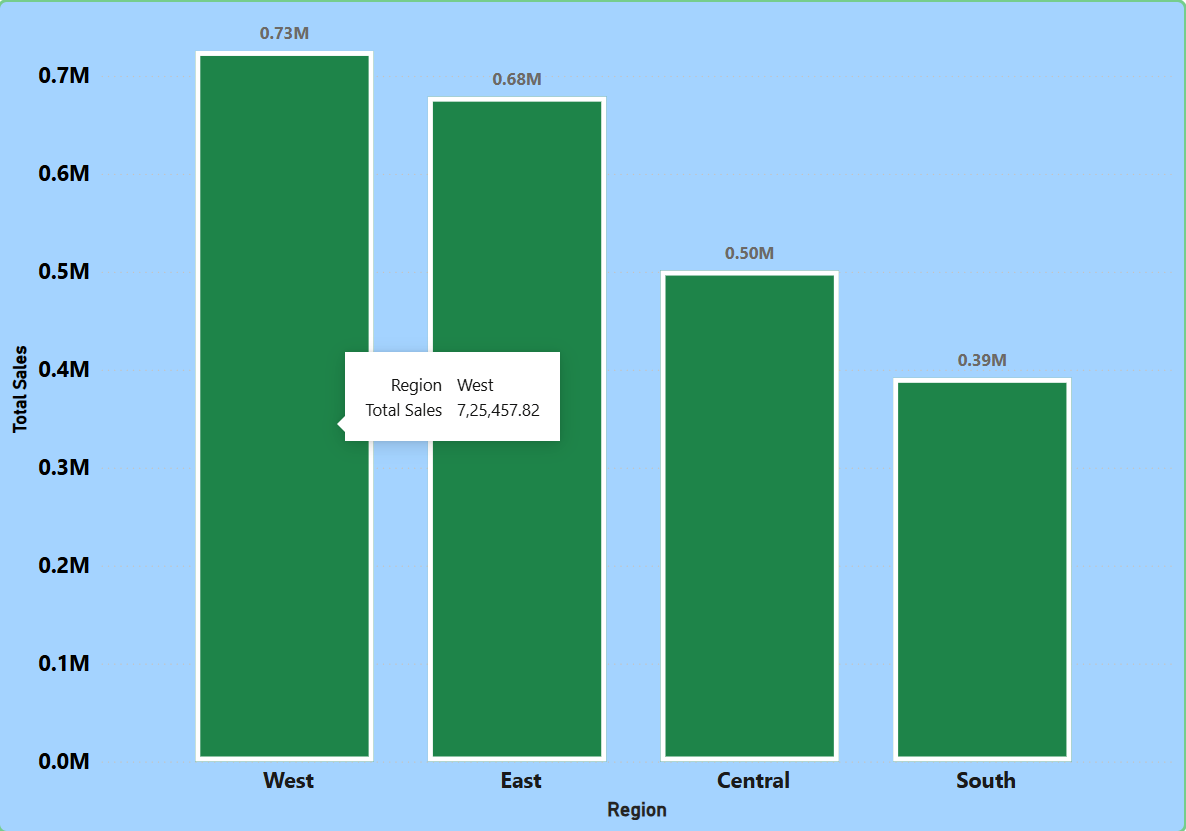 0.73M
0.7M
0.68M
0.6M
0.50M
0.5M
0.39M
0.4M
Total Sales
Region West
Total Sales 7,25,457.82
0.3M
0.2M
0.1M
0.0M
West East Central South
Region